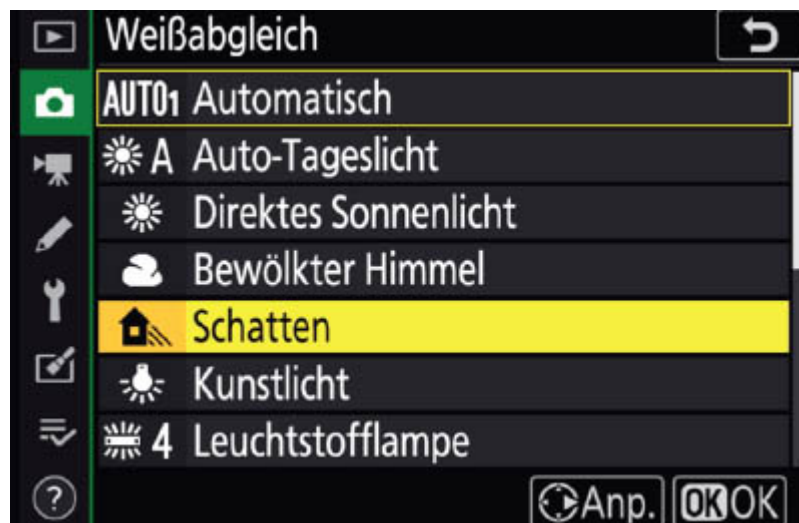 Weißabgleich
AUTO1 Automatisch
A Auto-Tageslicht
Direktes Sonnenlicht
Bewölkter Himmel
Schatten
Kunstlicht
4 Leuchtstofflampe
? Anp. OK OK